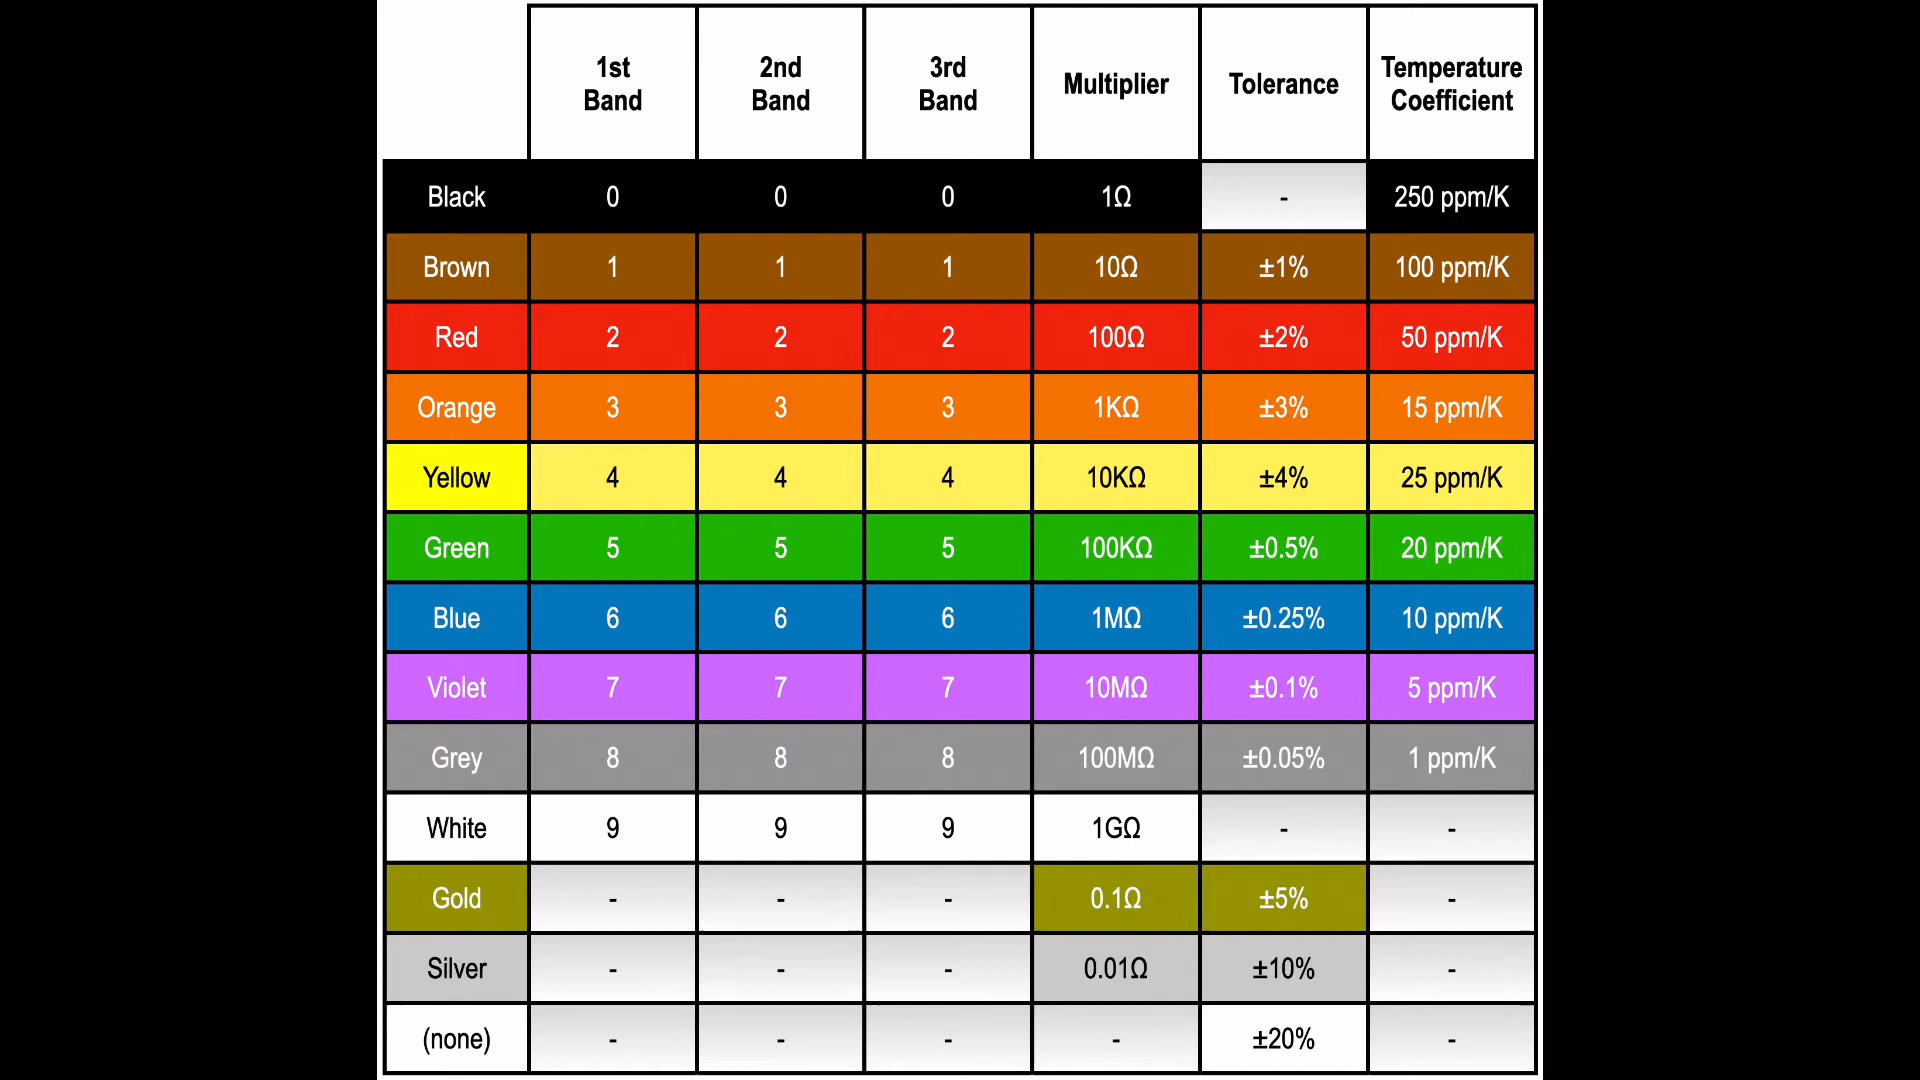 1st Band 2nd Band 3rd Band Multiplier Tolerance Temperature Coefficient
Black 0 0 0 1Ω - 250 ppm/K
Brown 1 1 1 10Ω ±1% 100 ppm/K
Red 2 2 2 100Ω ±2% 50 ppm/K
Orange 3 3 3 1KΩ ±3% 15 ppm/K
Yellow 4 4 4 10KΩ ±4% 25 ppm/K
Green 5 5 5 100KΩ ±0.5% 20 ppm/K
Blue 6 6 6 1MΩ ±0.25% 10 ppm/K
Violet 7 7 7 10MΩ ±0.1% 5 ppm/K
Grey 8 8 8 100MΩ ±0.05% 1 ppm/K
White 9 9 9 1GΩ - -
Gold - - - 0.1Ω ±5% -
Silver - - - 0.01Ω ±10% -
(none) - - - - ±20% -